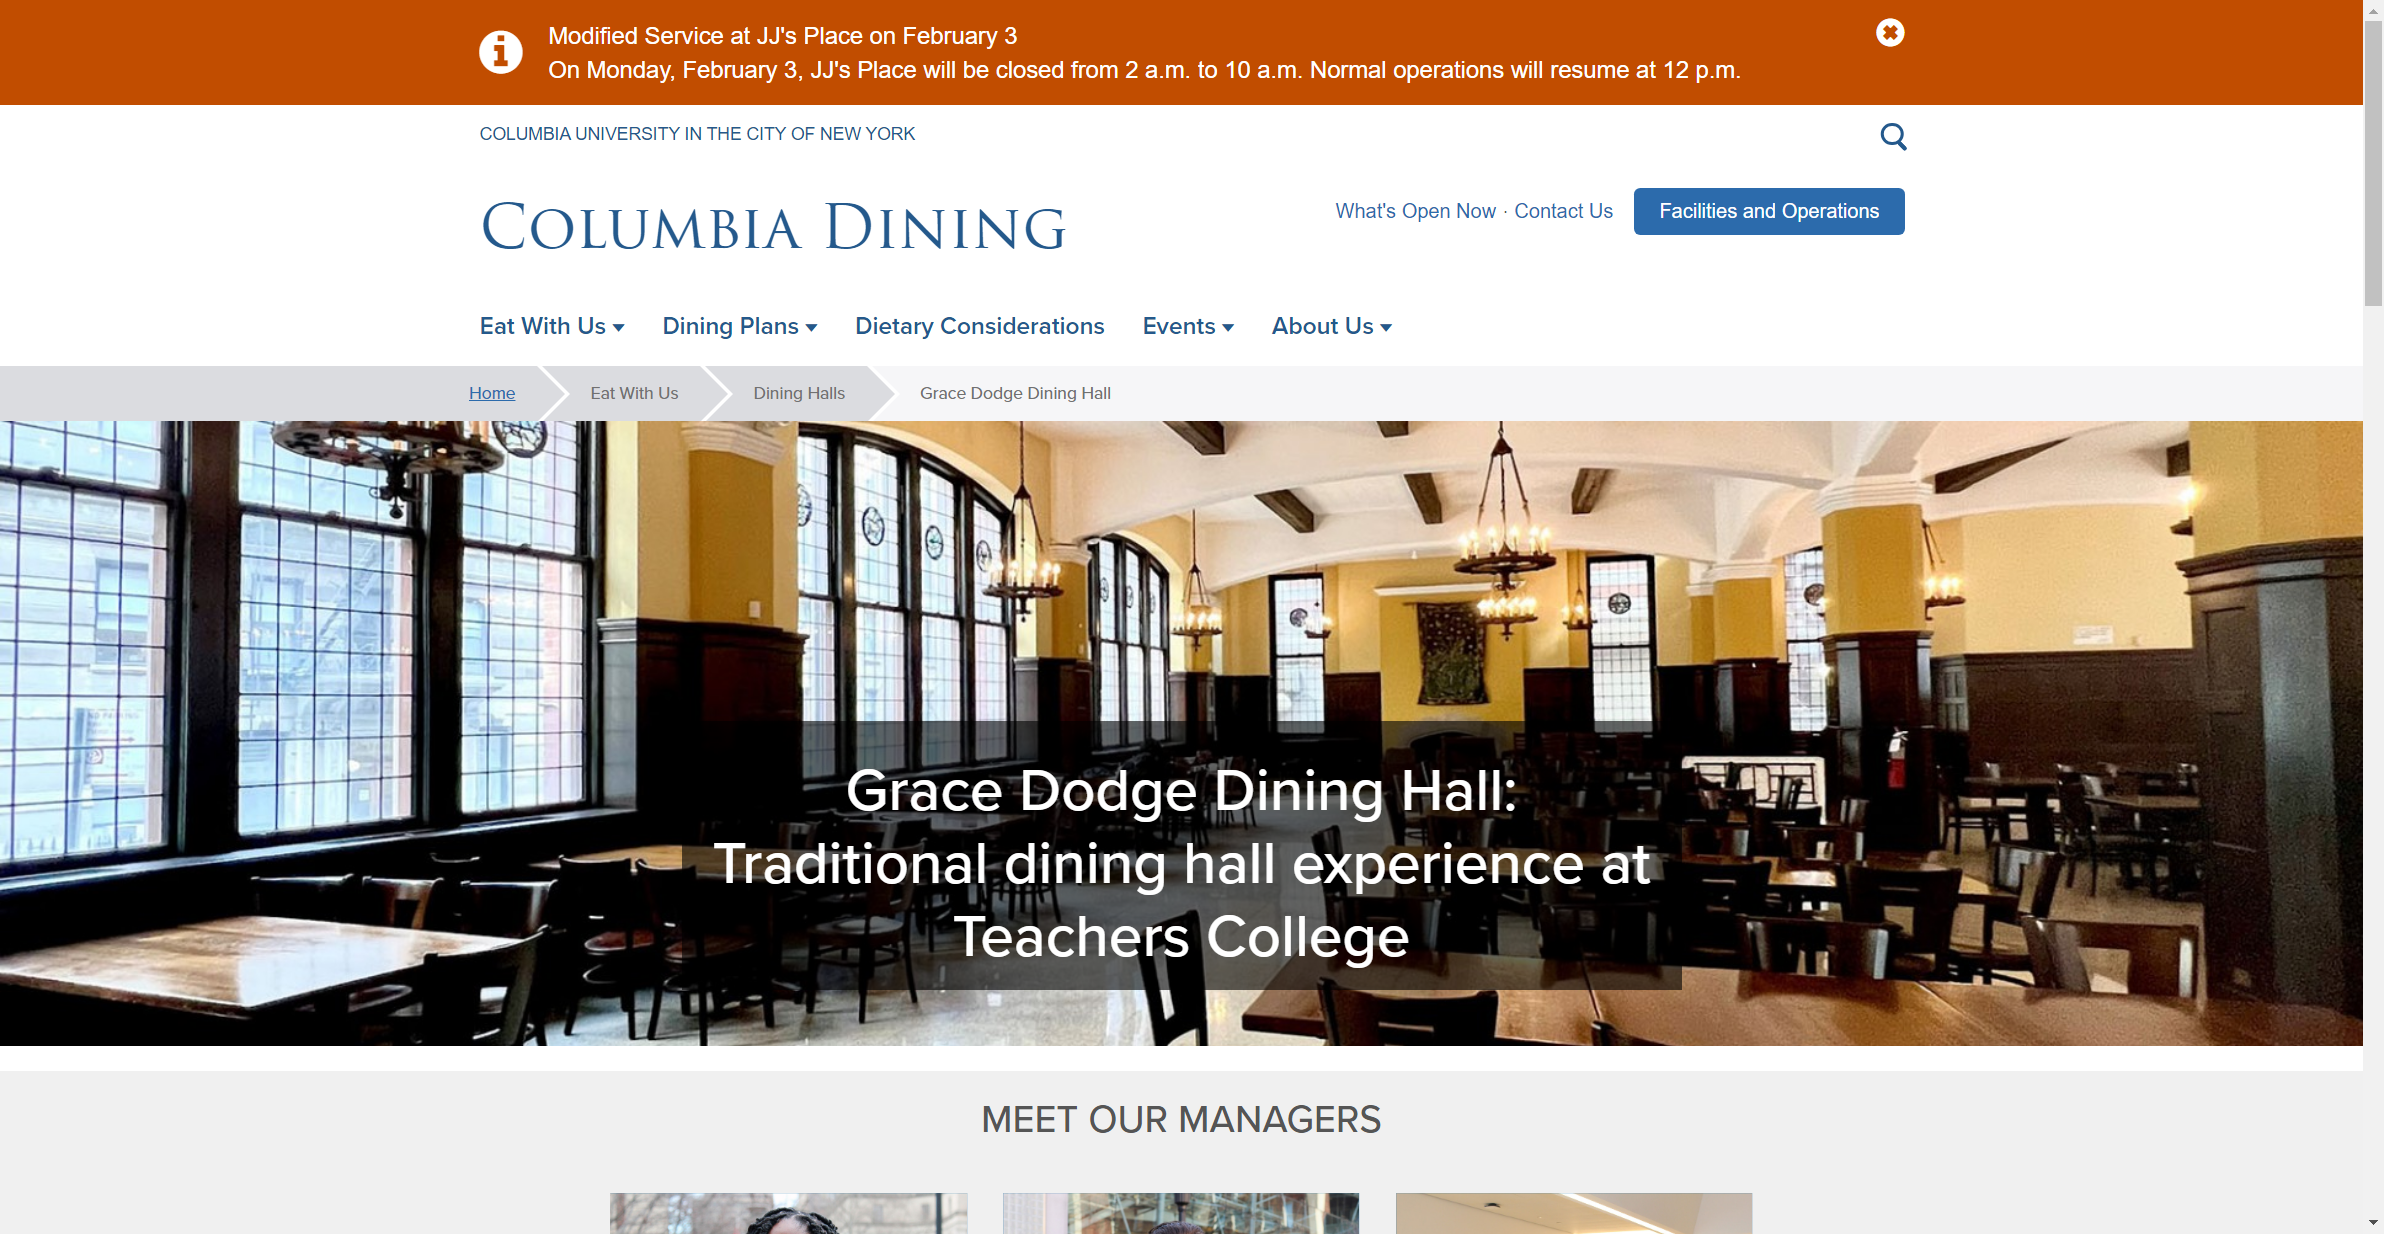 Modified Service at JJ's Place on February 3
On Monday, February 3, JJ's Place will be closed from 2 a.m. to 10 a.m. Normal operations will resume at 12 p.m.
COLUMBIA UNIVERSITY IN THE CITY OF NEW YORK
COLUMBIA DINING
What's Open Now · Contact Us
Facilities and Operations
Eat With Us
Dining Plans
Dietary Considerations
Events
About Us
Home
Eat With Us
Dining Halls
Grace Dodge Dining Hall
Grace Dodge Dining Hall:
Traditional dining hall experience at
Teachers College
MEET OUR MANAGERS